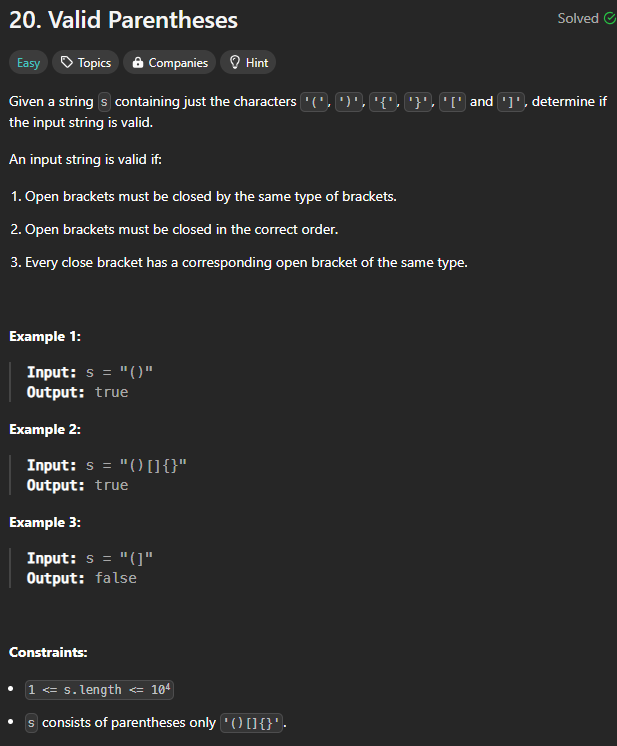 20. Valid Parentheses
Solved
Easy
Topics
Companies
Hint
Given a string s containing just the characters '(', ')', '{', '}', '[' and ']', determine if
the input string is valid.
An input string is valid if:
1. Open brackets must be closed by the same type of brackets.
2. Open brackets must be closed in the correct order.
3. Every close bracket has a corresponding open bracket of the same type.
Example 1:
Input: s = "()"
Output: true
Example 2:
Input: s = "()[]{}"
Output: true
Example 3:
Input: s = "(]"
Output: false
Constraints:
• 1 <= s.length <= 10⁴
• s consists of parentheses only '()[]{}'.